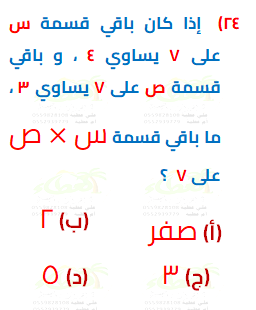 ٢٤) إذا كان باقي قسمة س
على ٧ يساوي ٤ ، و باقي
قسمة ص على ٧ يساوي ٣ ،
ما باقي قسمة س × ص
على ٧ ؟
(أ) صفر (ب) ٢
(ج) ٣ (د) ٥